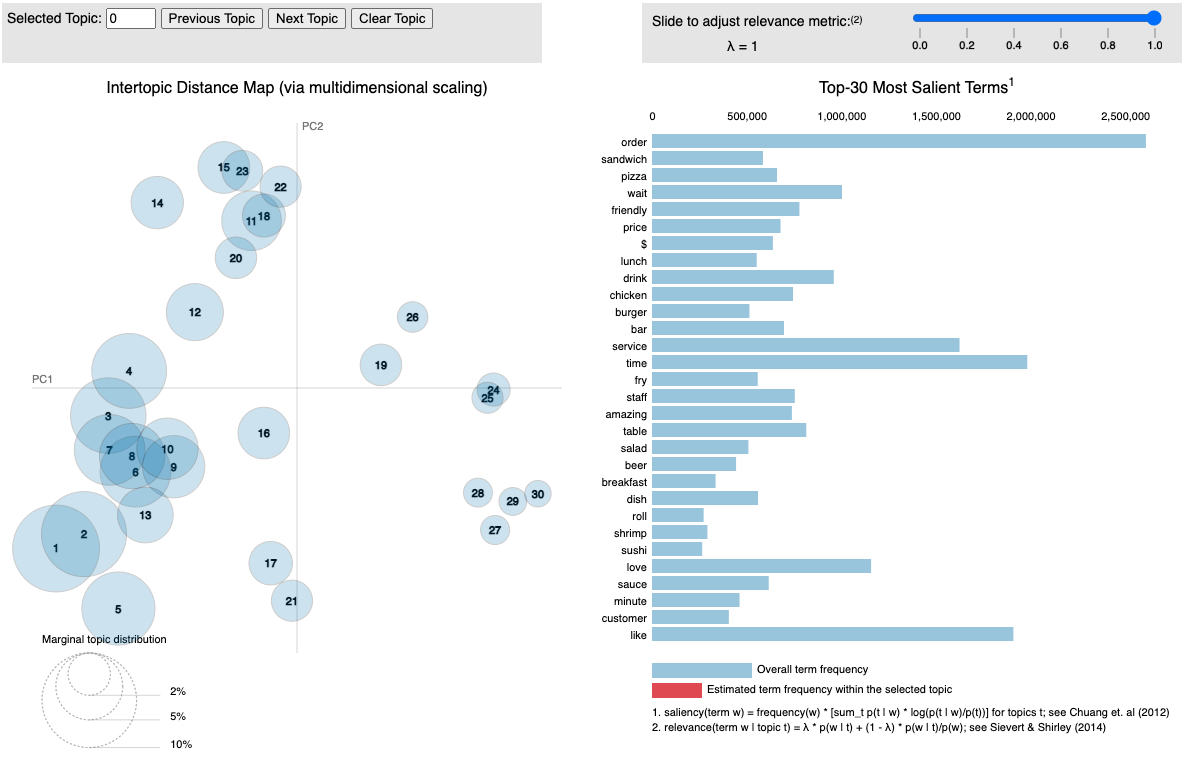 Selected Topic: 0 Previous Topic Next Topic Clear Topic
Slide to adjust relevance metric:(2)
λ = 1
0.0 0.2 0.4 0.6 0.8 1.0
Intertopic Distance Map (via multidimensional scaling)
PC2
PC1
15
23
22
14
11
18
20
12
26
19
4
24
25
3
16
7
8
10
6
9
28
29
30
13
27
2
1
17
21
5
Marginal topic distribution
2%
5%
10%
Top-30 Most Salient Terms1
0 500,000 1,000,000 1,500,000 2,000,000 2,500,000
order
sandwich
pizza
wait
friendly
price
$
lunch
drink
chicken
burger
bar
service
time
fry
staff
amazing
table
salad
beer
breakfast
dish
roll
shrimp
sushi
love
sauce
minute
customer
like
Overall term frequency
Estimated term frequency within the selected topic
1. saliency(term w) = frequency(w) * [sum_t p(t | w) * log(p(t | w)/p(t))] for topics t; see Chuang et. al (2012)
2. relevance(term w | topic t) = λ * p(w | t) + (1 - λ) * p(w | t)/p(w); see Sievert & Shirley (2014)